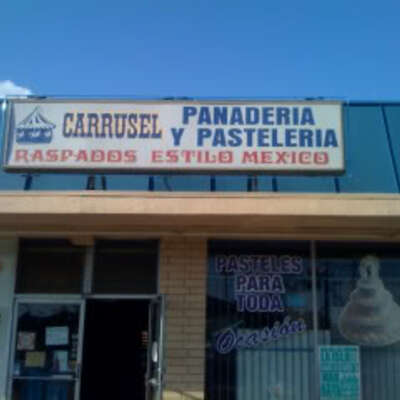 CARRUSEL
PANADERIA
Y PASTELERIA
RASPADOS ESTILO MEXICO
PASTELES
PARA
TODA
Ocasión